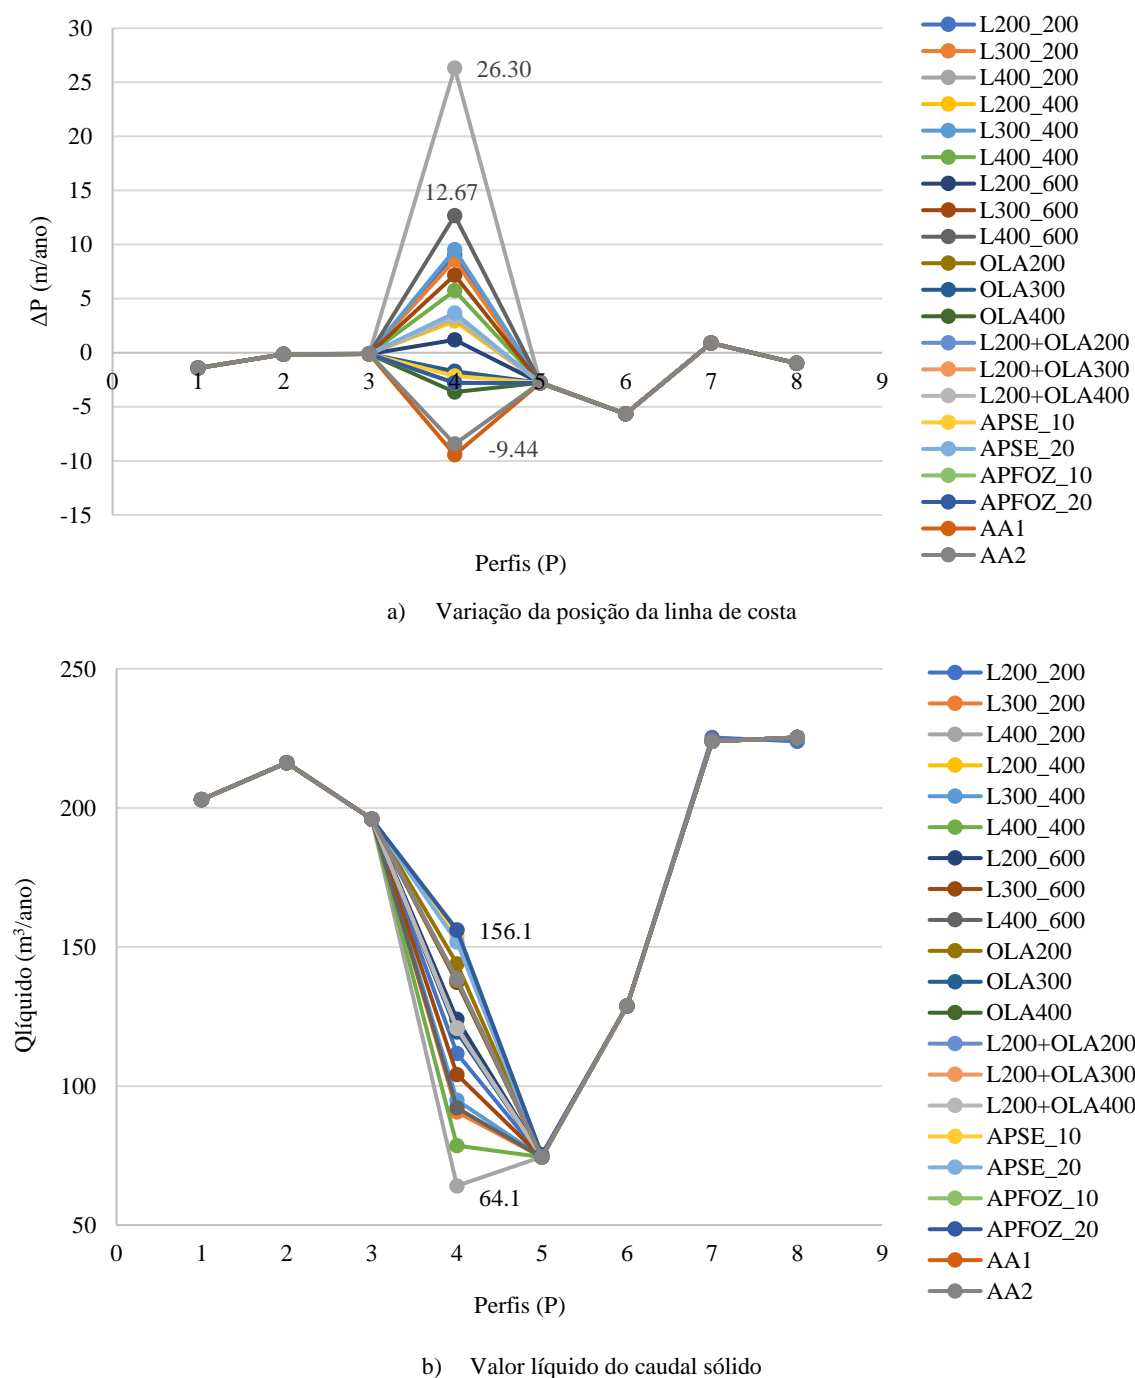 30
25
20
15
10
5
0
-5
-10
-15
ΔP (m/ano)
26.30
12.67
-9.44
0 1 2 3 4 5 6 7 8 9
Perfis (P)
L200_200
L300_200
L400_200
L200_400
L300_400
L400_400
L200_600
L300_600
L400_600
OLA200
OLA300
OLA400
L200+OLA200
L200+OLA300
L200+OLA400
APSE_10
APSE_20
APFOZ_10
APFOZ_20
AA1
AA2
a) Variação da posição da linha de costa
250
200
150
100
50
Qlíquido (m³/ano)
156.1
64.1
0 1 2 3 4 5 6 7 8 9
Perfis (P)
L200_200
L300_200
L400_200
L200_400
L300_400
L400_400
L200_600
L300_600
L400_600
OLA200
OLA300
OLA400
L200+OLA200
L200+OLA300
L200+OLA400
APSE_10
APSE_20
APFOZ_10
APFOZ_20
AA1
AA2
b) Valor líquido do caudal sólido